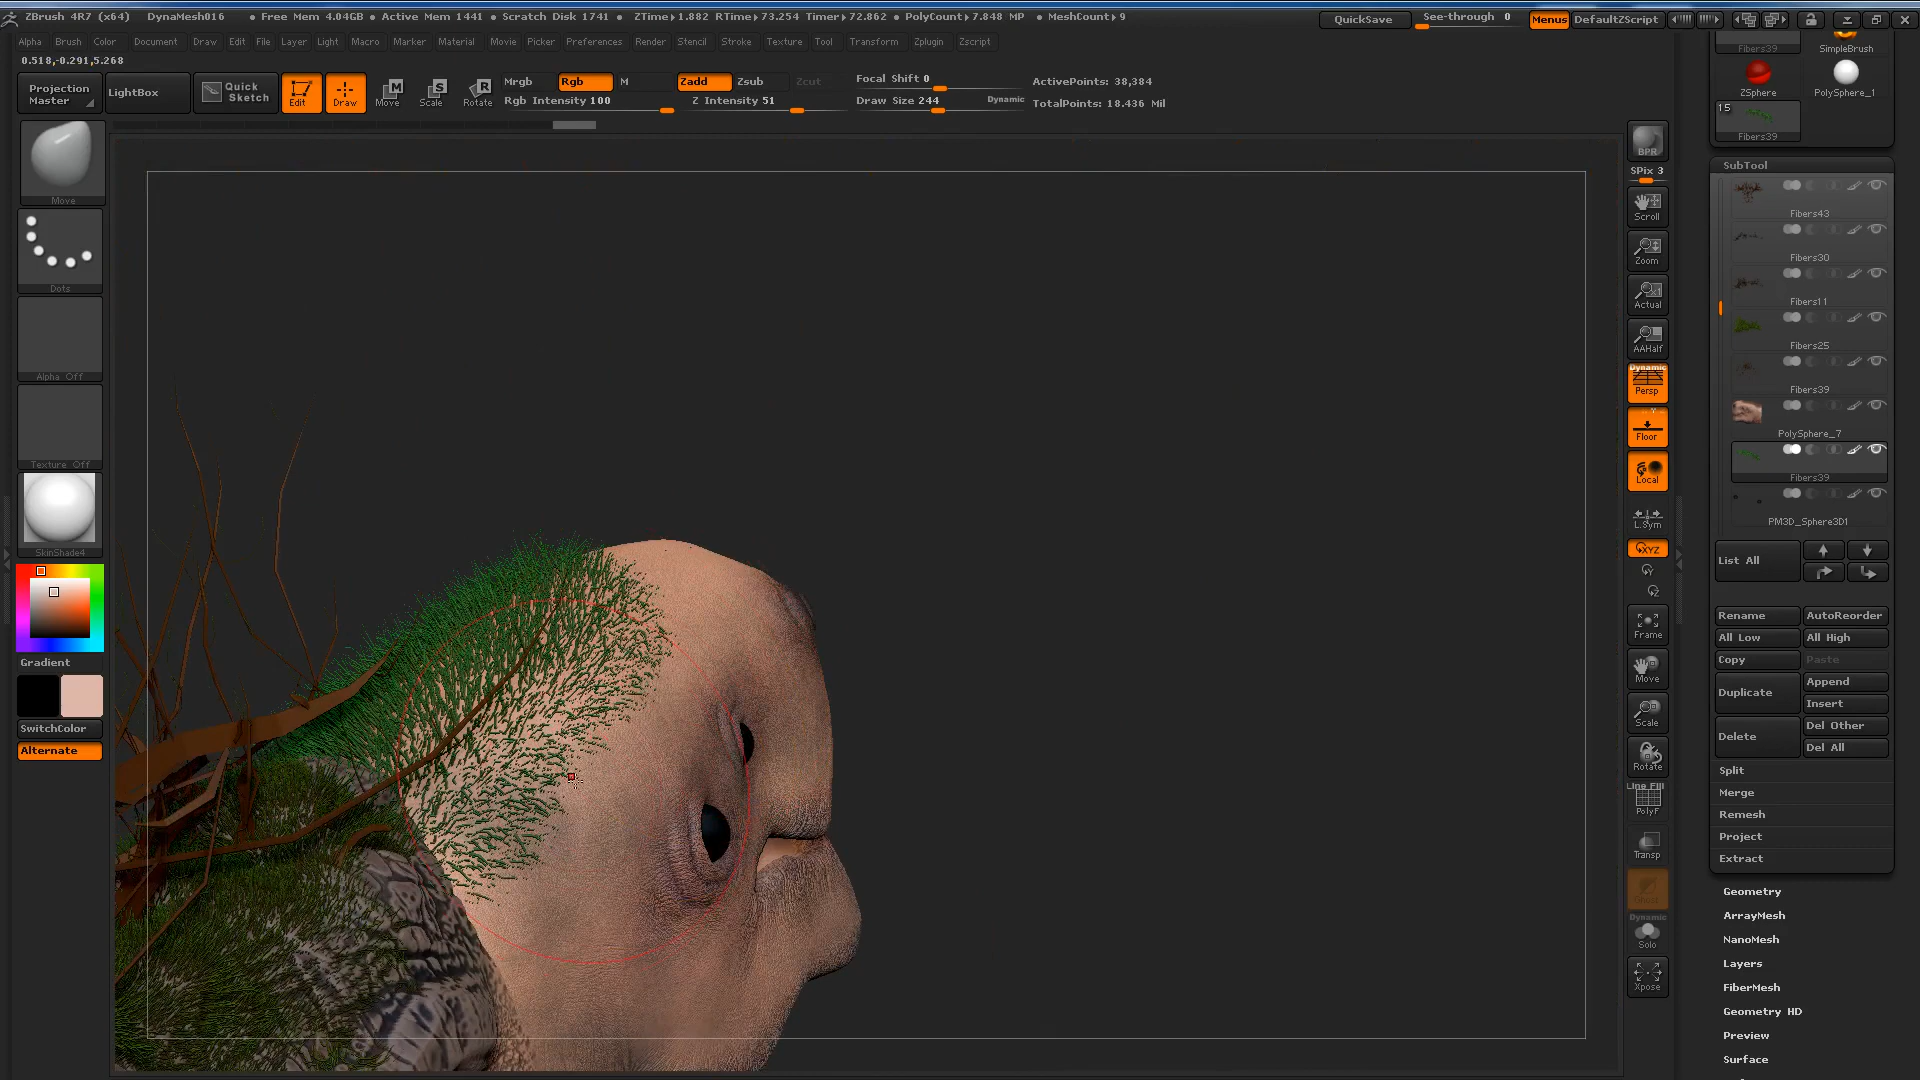 ZBrush 4R7 (x64) DynaMesh016 • Free Mem 4.04GB • Active Mem 1441 • Scratch Disk 1741 • ZTime▸1.882 RTime▸73.254 Timer▸72.862 • PolyCount▸7.848 MP • MeshCount▸9 QuickSave See-through 0 Menus DefaultZScript
Alpha Brush Color Document Draw Edit File Layer Light Macro Marker Material Movie Picker Preferences Render Stencil Stroke Texture Tool Transform Zplugin Zscript
0.518,-0.291,5.268
Projection Master
LightBox
Quick Sketch
Edit
Draw
Move
Scale
Rotate
Mrgb Rgb M
Rgb Intensity 100
Zadd Zsub Zcut
Z Intensity 51
Focal Shift 0
Draw Size 244 Dynamic
ActivePoints: 38,384
TotalPoints: 18.436 Mil
Move
Dots
Alpha Off
Texture Off
SkinShade4
Gradient
SwitchColor
Alternate
BPR
SPix 3
Scroll
Zoom
Actual
AAHalf
Dynamic
Persp
Floor
Local
L.Sym
XYZ
Frame
Move
Scale
Rotate
Line Fill
PolyF
Transp
Ghost
Dynamic
Solo
Xpose
Fibers39 SimpleBrush
ZSphere PolySphere_1
15
Fibers39
SubTool
Fibers43
Fibers30
Fibers11
Fibers25
Fibers39
PolySphere_7
Fibers39
PM3D_Sphere3D1
List All
Rename AutoReorder
All Low All High
Copy Paste
Duplicate Append
Insert
Delete Del Other
Del All
Split
Merge
Remesh
Project
Extract
Geometry
ArrayMesh
NanoMesh
Layers
FiberMesh
Geometry HD
Preview
Surface